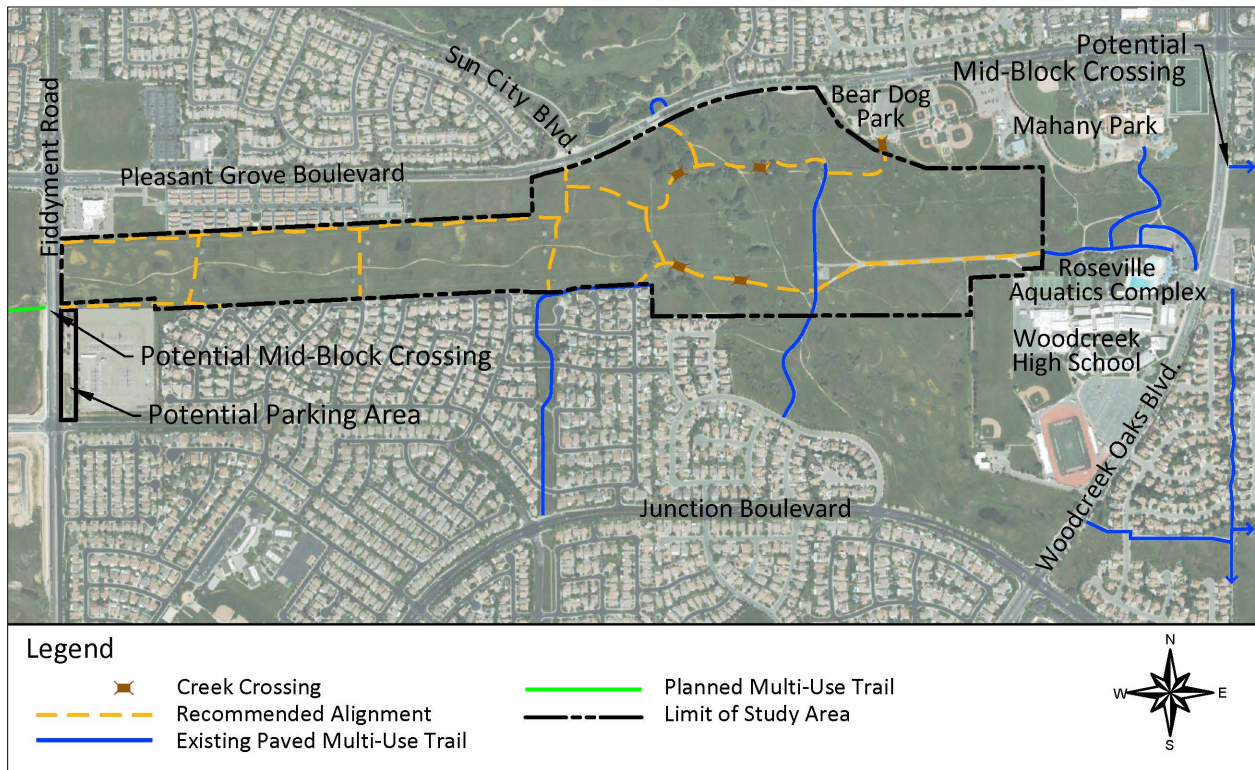 Potential
Mid-Block Crossing
Sun City Blvd.
Bear Dog
Park
Mahany Park
Fiddyment Road
Pleasant Grove Boulevard
Roseville
Aquatics Complex
Woodcreek
High School
Potential Mid-Block Crossing
Potential Parking Area
Woodcreek Oaks Blvd.
Junction Boulevard
Legend
Creek Crossing
Recommended Alignment
Existing Paved Multi-Use Trail
Planned Multi-Use Trail
Limit of Study Area
N
W
E
S